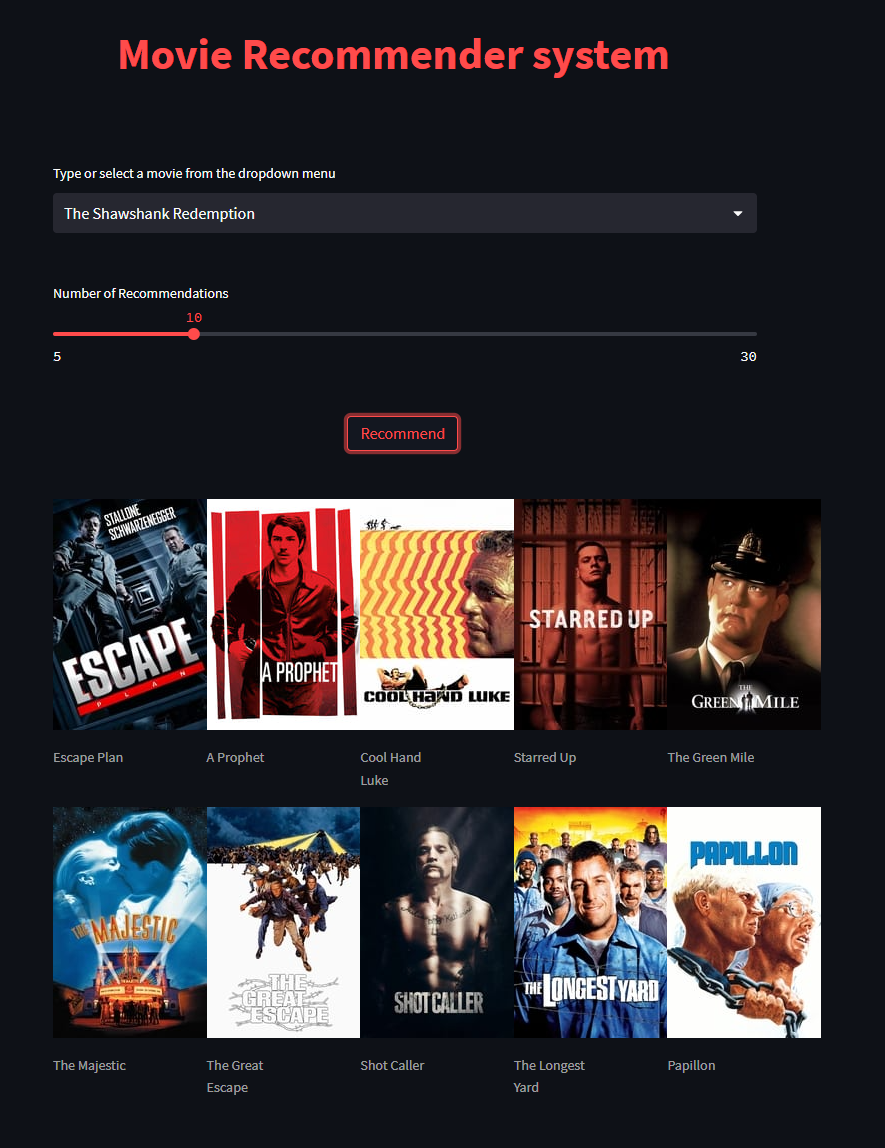 Movie Recommender system
Type or select a movie from the dropdown menu
The Shawshank Redemption
Number of Recommendations
10
5 30
Recommend
STALLONE
SCHWARZENEGGER
ESCAPE
PLAN
A PROPHET
COOL HAND LUKE
STARRED UP
THE
GREEN MILE
Escape Plan
A Prophet
Cool Hand
Luke
Starred Up
The Green Mile
THE MAJESTIC
THE
GREAT
ESCAPE
SHOT CALLER
THE LONGEST YARD
PAPILLON
The Majestic
The Great
Escape
Shot Caller
The Longest
Yard
Papillon